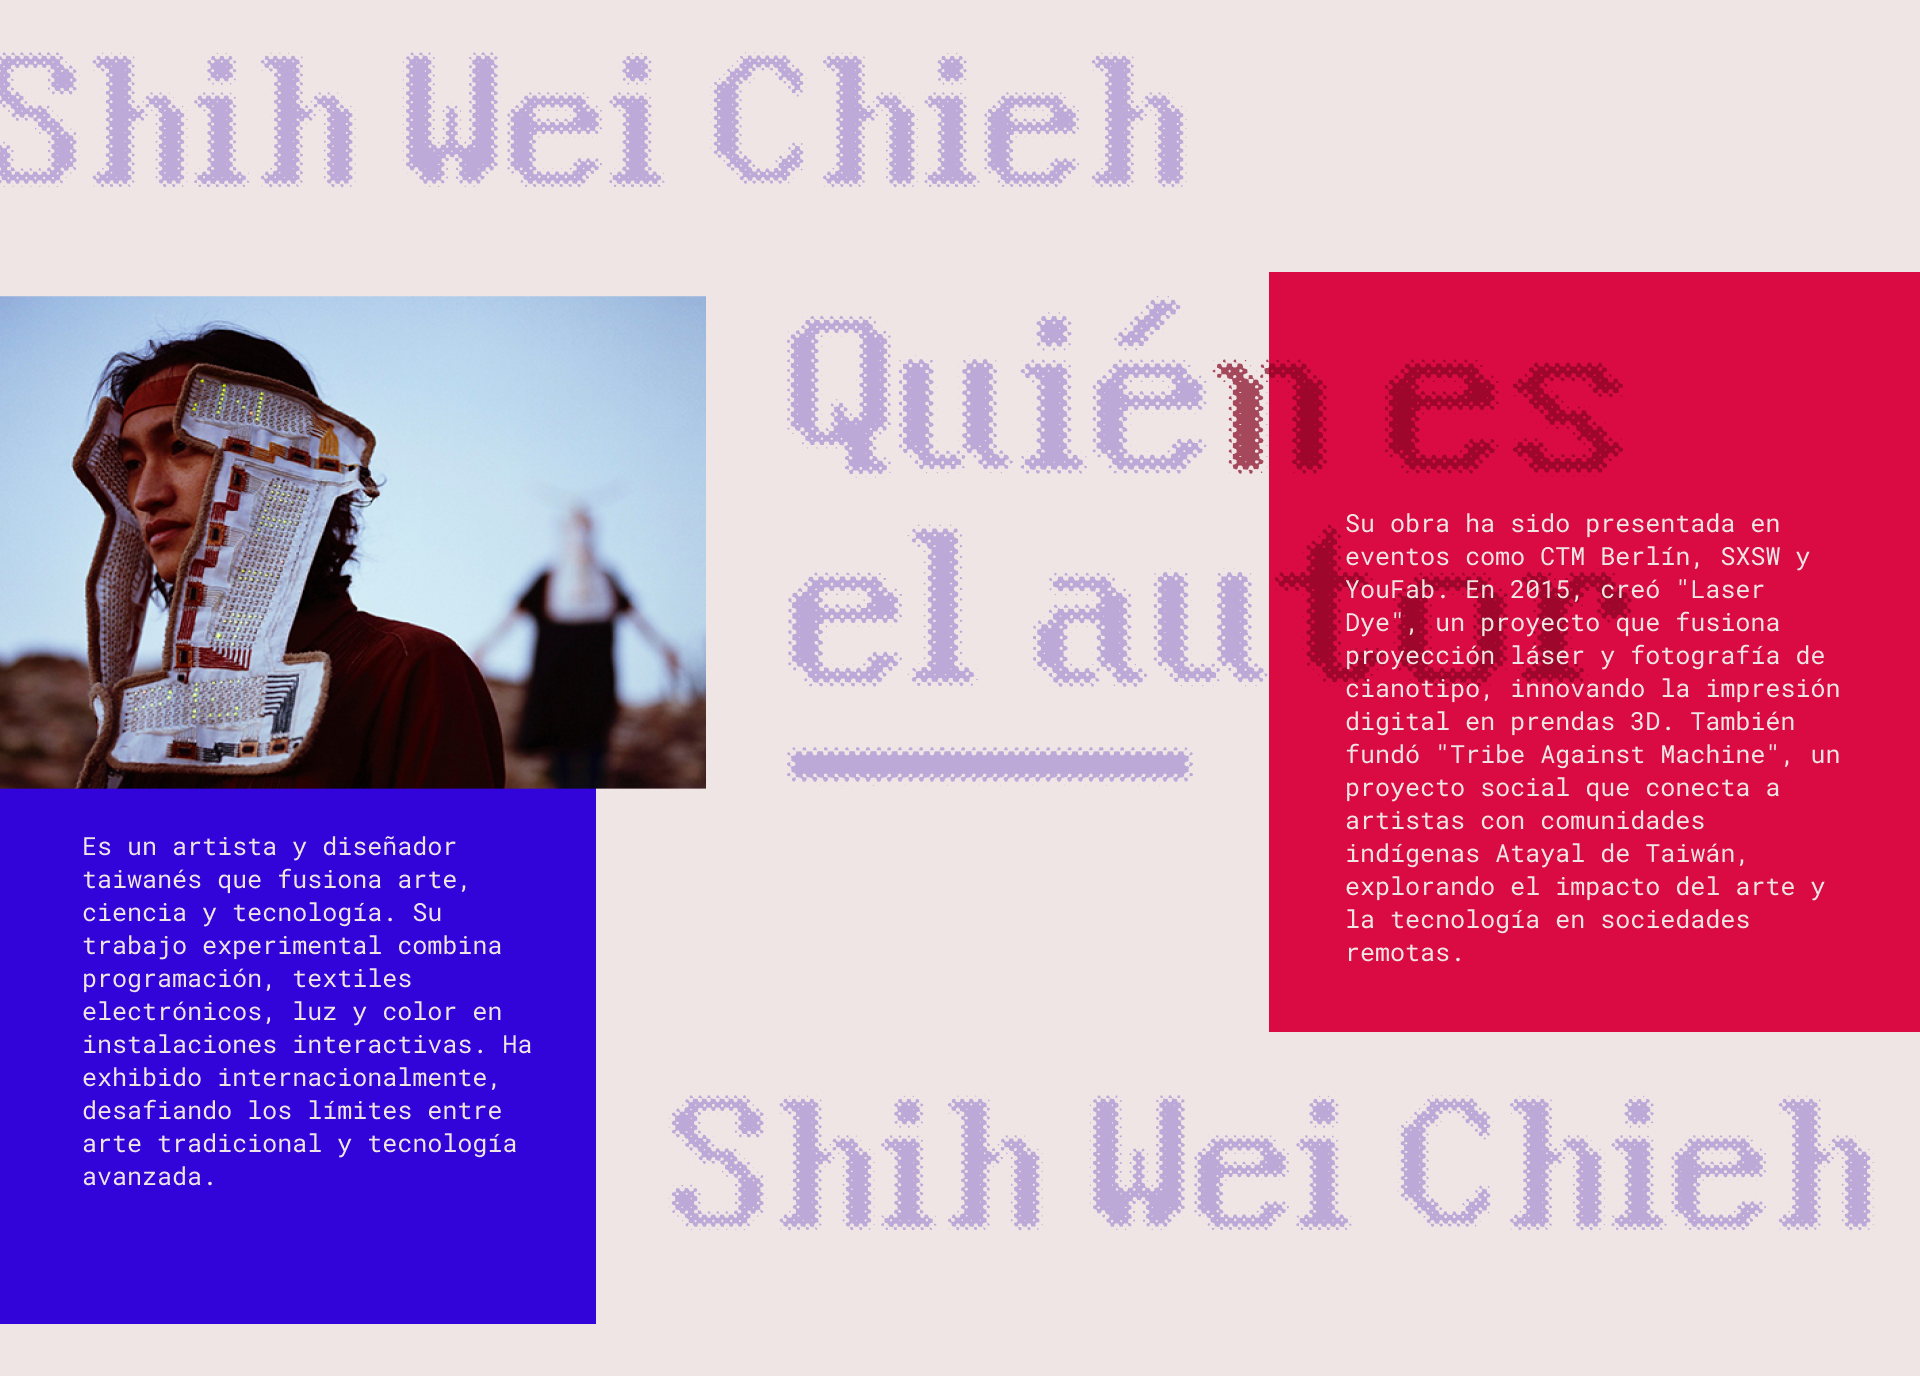 Shih Wei Chieh
Quién es
el autor
Es un artista y diseñador
taiwanés que fusiona arte,
ciencia y tecnología. Su
trabajo experimental combina
programación, textiles
electrónicos, luz y color en
instalaciones interactivas. Ha
exhibido internacionalmente,
desafiando los límites entre
arte tradicional y tecnología
avanzada.
Su obra ha sido presentada en
eventos como CTM Berlín, SXSW y
YouFab. En 2015, creó "Laser
Dye", un proyecto que fusiona
proyección láser y fotografía de
cianotipo, innovando la impresión
digital en prendas 3D. También
fundó "Tribe Against Machine", un
proyecto social que conecta a
artistas con comunidades
indígenas Atayal de Taiwán,
explorando el impacto del arte y
la tecnología en sociedades
remotas.
Shih Wei Chieh